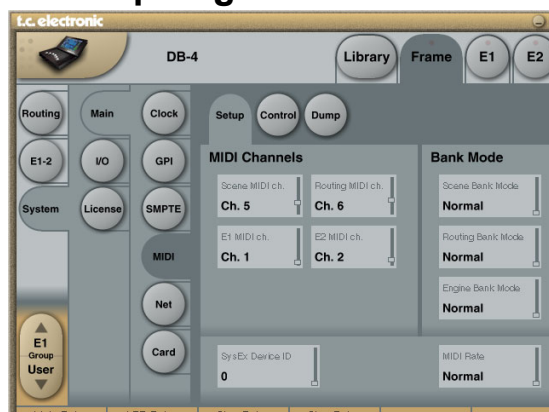 t.c. electronic
DB-4
Library
Frame
E1
E2
Routing
Main
Clock
Setup
Control
Dump
E1-2
I/O
GPI
MIDI Channels
Bank Mode
Scene MIDI ch.
Ch. 5
Routing MIDI ch.
Ch. 6
Scene Bank Mode
Normal
System
License
SMPTE
E1 MIDI ch.
Ch. 1
E2 MIDI ch.
Ch. 2
Routing Bank Mode
Normal
MIDI
Engine Bank Mode
Normal
Net
E1
Group
User
Card
SysEx Device ID
0
MIDI Rate
Normal